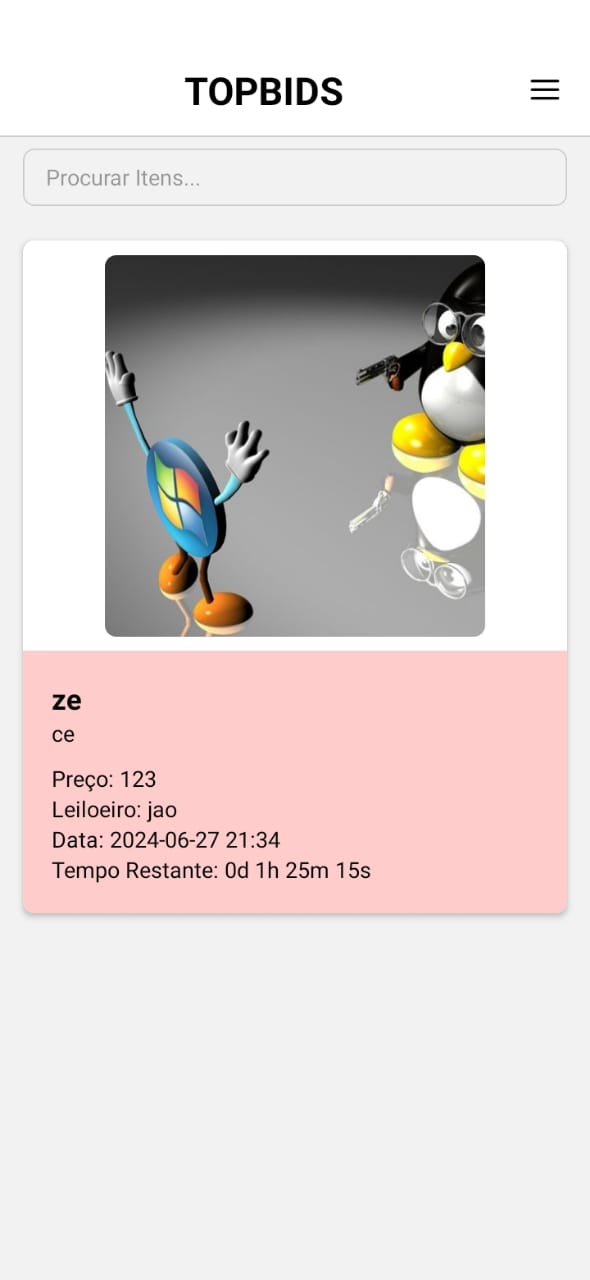 TOPBIDS
Procurar Itens...
ze
ce
Preço: 123
Leiloeiro: jao
Data: 2024-06-27 21:34
Tempo Restante: 0d 1h 25m 15s